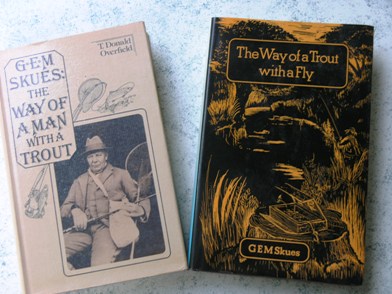 T. Donald
Overfield
G·E·M
SKUES:
THE
WAY OF
A MAN
WITH A
TROUT
The Way of a Trout
with a Fly
G.E.M Skues